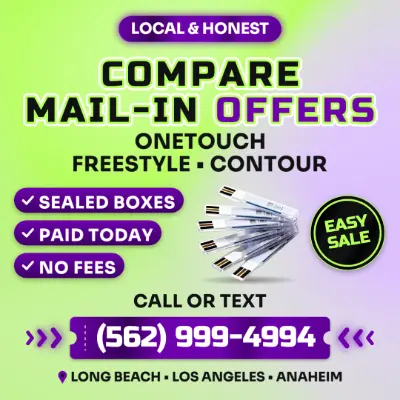 LOCAL & HONEST
COMPARE
MAIL-IN OFFERS
ONETOUCH
FREESTYLE • CONTOUR
SEALED BOXES
PAID TODAY
NO FEES
EASY
SALE
CALL OR TEXT
(562) 999-4994
LONG BEACH • LOS ANGELES • ANAHEIM